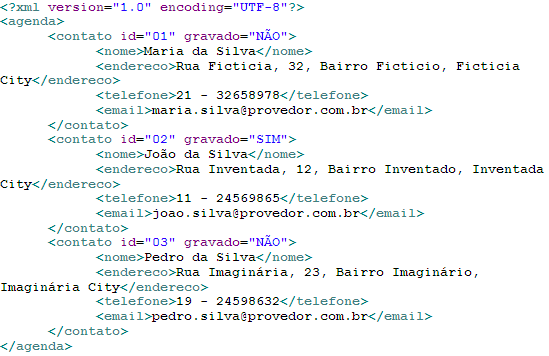 <?xml version="1.0" encoding="UTF-8"?>
<agenda>
<contato id="01" gravado="NÃO">
<nome>Maria da Silva</nome>
<endereco>Rua Ficticia, 32, Bairro Ficticio, Ficticia
City</endereco>
<telefone>21 - 32658978</telefone>
<email>maria.silva@provedor.com.br</email>
</contato>
<contato id="02" gravado="SIM">
<nome>João da Silva</nome>
<endereco>Rua Inventada, 12, Bairro Inventado, Inventada
City</endereco>
<telefone>11 - 24569865</telefone>
<email>joao.silva@provedor.com.br</email>
</contato>
<contato id="03" gravado="NÃO">
<nome>Pedro da Silva</nome>
<endereco>Rua Imaginária, 23, Bairro Imaginário,
Imaginária City</endereco>
<telefone>19 - 24598632</telefone>
<email>pedro.silva@provedor.com.br</email>
</contato>
</agenda>